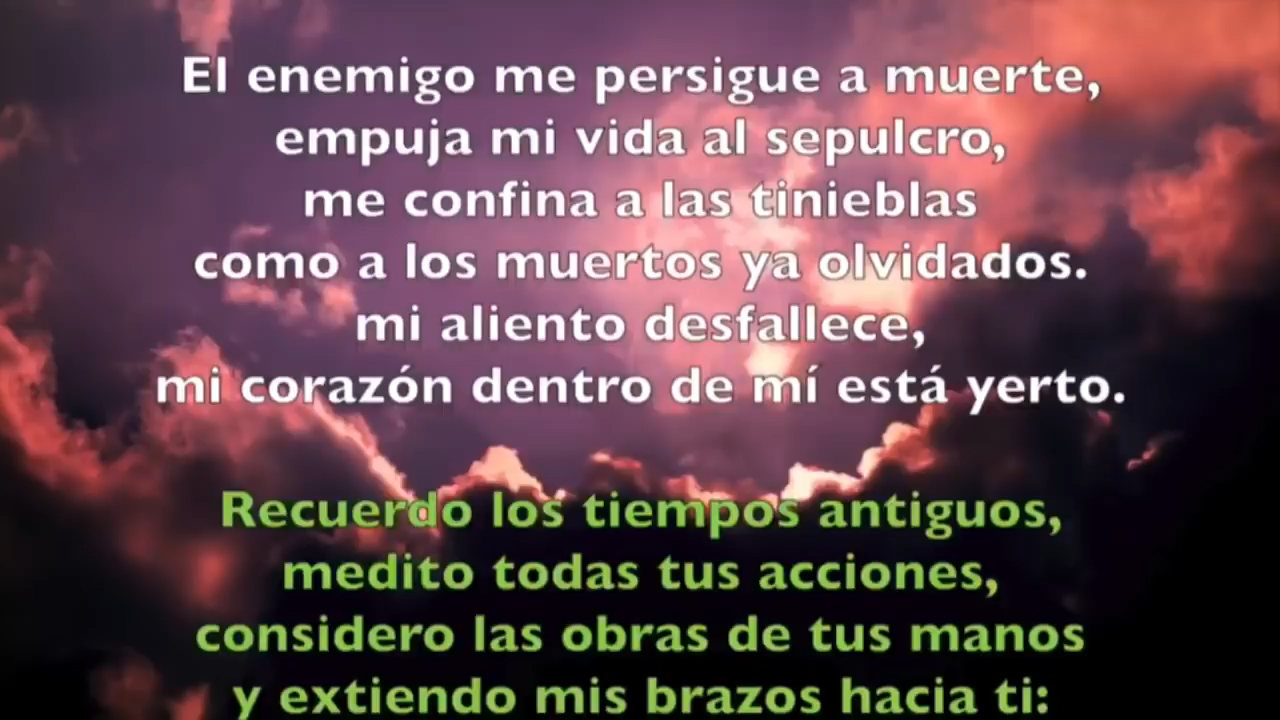 El enemigo me persigue a muerte,
empuja mi vida al sepulcro,
me confina a las tinieblas
como a los muertos ya olvidados.
mi aliento desfallece,
mi corazón dentro de mí está yerto.
Recuerdo los tiempos antiguos,
medito todas tus acciones,
considero las obras de tus manos
y extiendo mis brazos hacia ti: